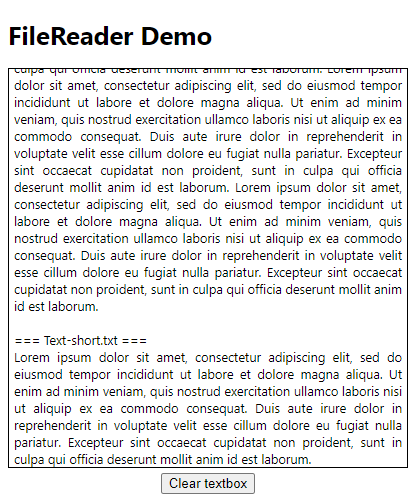 FileReader Demo
culpa qui officia deserunt mollit anim id est laborum. Lorem ipsum
dolor sit amet, consectetur adipiscing elit, sed do eiusmod tempor
incididunt ut labore et dolore magna aliqua. Ut enim ad minim
veniam, quis nostrud exercitation ullamco laboris nisi ut aliquip ex ea
commodo consequat. Duis aute irure dolor in reprehenderit in
voluptate velit esse cillum dolore eu fugiat nulla pariatur. Excepteur
sint occaecat cupidatat non proident, sunt in culpa qui officia
deserunt mollit anim id est laborum. Lorem ipsum dolor sit amet,
consectetur adipiscing elit, sed do eiusmod tempor incididunt ut
labore et dolore magna aliqua. Ut enim ad minim veniam, quis
nostrud exercitation ullamco laboris nisi ut aliquip ex ea commodo
consequat. Duis aute irure dolor in reprehenderit in voluptate velit
esse cillum dolore eu fugiat nulla pariatur. Excepteur sint occaecat
cupidatat non proident, sunt in culpa qui officia deserunt mollit anim
id est laborum.
=== Text-short.txt ===
Lorem ipsum dolor sit amet, consectetur adipiscing elit, sed do
eiusmod tempor incididunt ut labore et dolore magna aliqua. Ut
enim ad minim veniam, quis nostrud exercitation ullamco laboris nisi
ut aliquip ex ea commodo consequat. Duis aute irure dolor in
reprehenderit in voluptate velit esse cillum dolore eu fugiat nulla
pariatur. Excepteur sint occaecat cupidatat non proident, sunt in
culpa qui officia deserunt mollit anim id est laborum.
Clear textbox